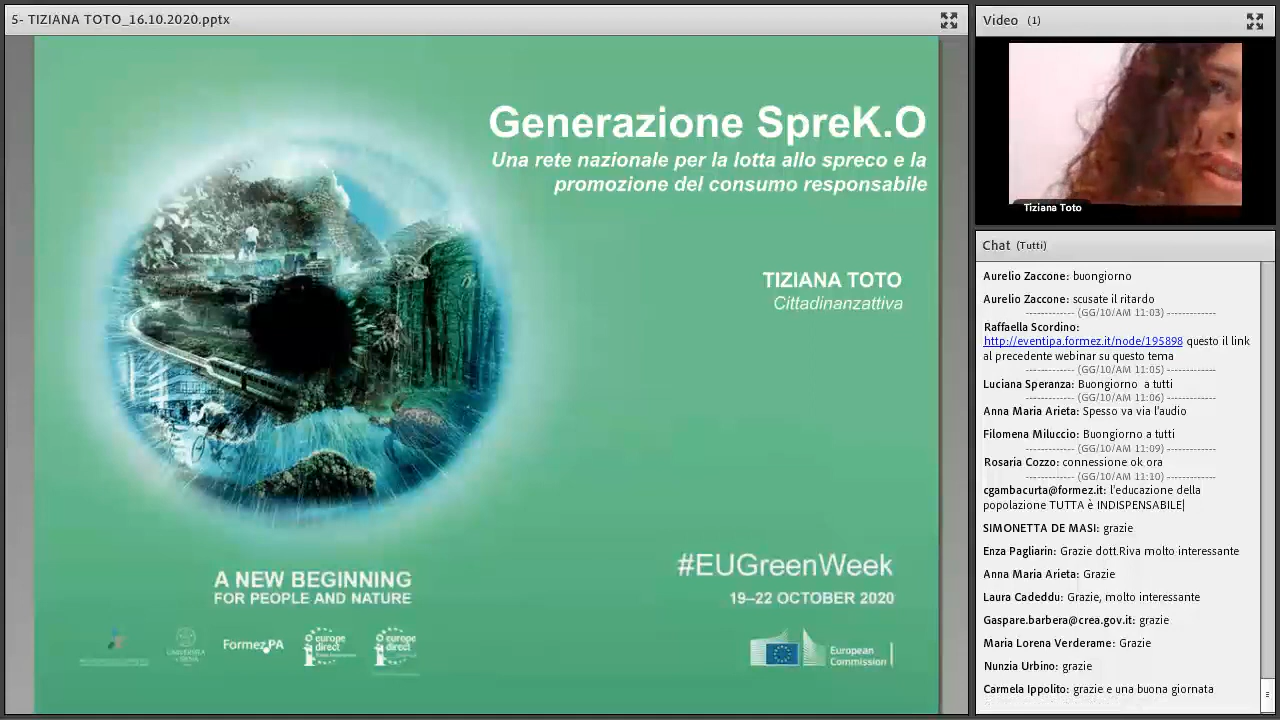 5- TIZIANA TOTO_16.10.2020.pptx
Generazione SpreK.O
Una rete nazionale per la lotta allo spreco e la
promozione del consumo responsabile
TIZIANA TOTO
Cittadinanzattiva
#EUGreenWeek
19–22 OCTOBER 2020
A NEW BEGINNING
FOR PEOPLE AND NATURE
FormezPA
europe
direct
europe
direct
European
Commission
Video (1)
Tiziana Toto
Chat (Tutti)
Aurelio Zaccone: buongiorno
Aurelio Zaccone: scusate il ritardo
------------- (GG/10/AM 11:03) -------------
Raffaella Scordino:
http://eventipa.formez.it/node/195898 questo il link
al precedente webinar su questo tema
------------- (GG/10/AM 11:05) -------------
Luciana Speranza: Buongiorno a tutti
------------- (GG/10/AM 11:06) -------------
Anna Maria Arieta: Spesso va via l'audio
Filomena Miluccio: Buongiorno a tutti
------------- (GG/10/AM 11:09) -------------
Rosaria Cozzo: connessione ok ora
------------- (GG/10/AM 11:10) -------------
cgambacurta@formez.it: l'educazione della
popolazione TUTTA è INDISPENSABILE|
SIMONETTA DE MASI: grazie
Enza Pagliarin: Grazie dott.Riva molto interessante
Anna Maria Arieta: Grazie
Laura Cadeddu: Grazie, molto interessante
Gaspare.barbera@crea.gov.it: grazie
Maria Lorena Verderame: Grazie
Nunzia Urbino: grazie
Carmela Ippolito: grazie e una buona giornata